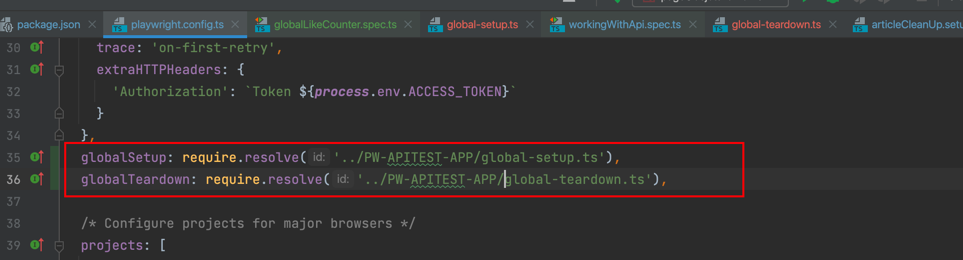 package.json × playwright.config.ts × globalLikeCounter.spec.ts × global-setup.ts × workingWithApi.spec.ts × global-teardown.ts × articleCleanUp.setu
30 trace: 'on-first-retry',
31 extraHTTPHeaders: {
32 'Authorization': `Token ${process.env.ACCESS_TOKEN}`
33 }
34 },
35 globalSetup: require.resolve( id: '../PW-APITEST-APP/global-setup.ts'),
36 globalTeardown: require.resolve( id: '../PW-APITEST-APP/global-teardown.ts'),
37
38 /* Configure projects for major browsers */
39 projects: [